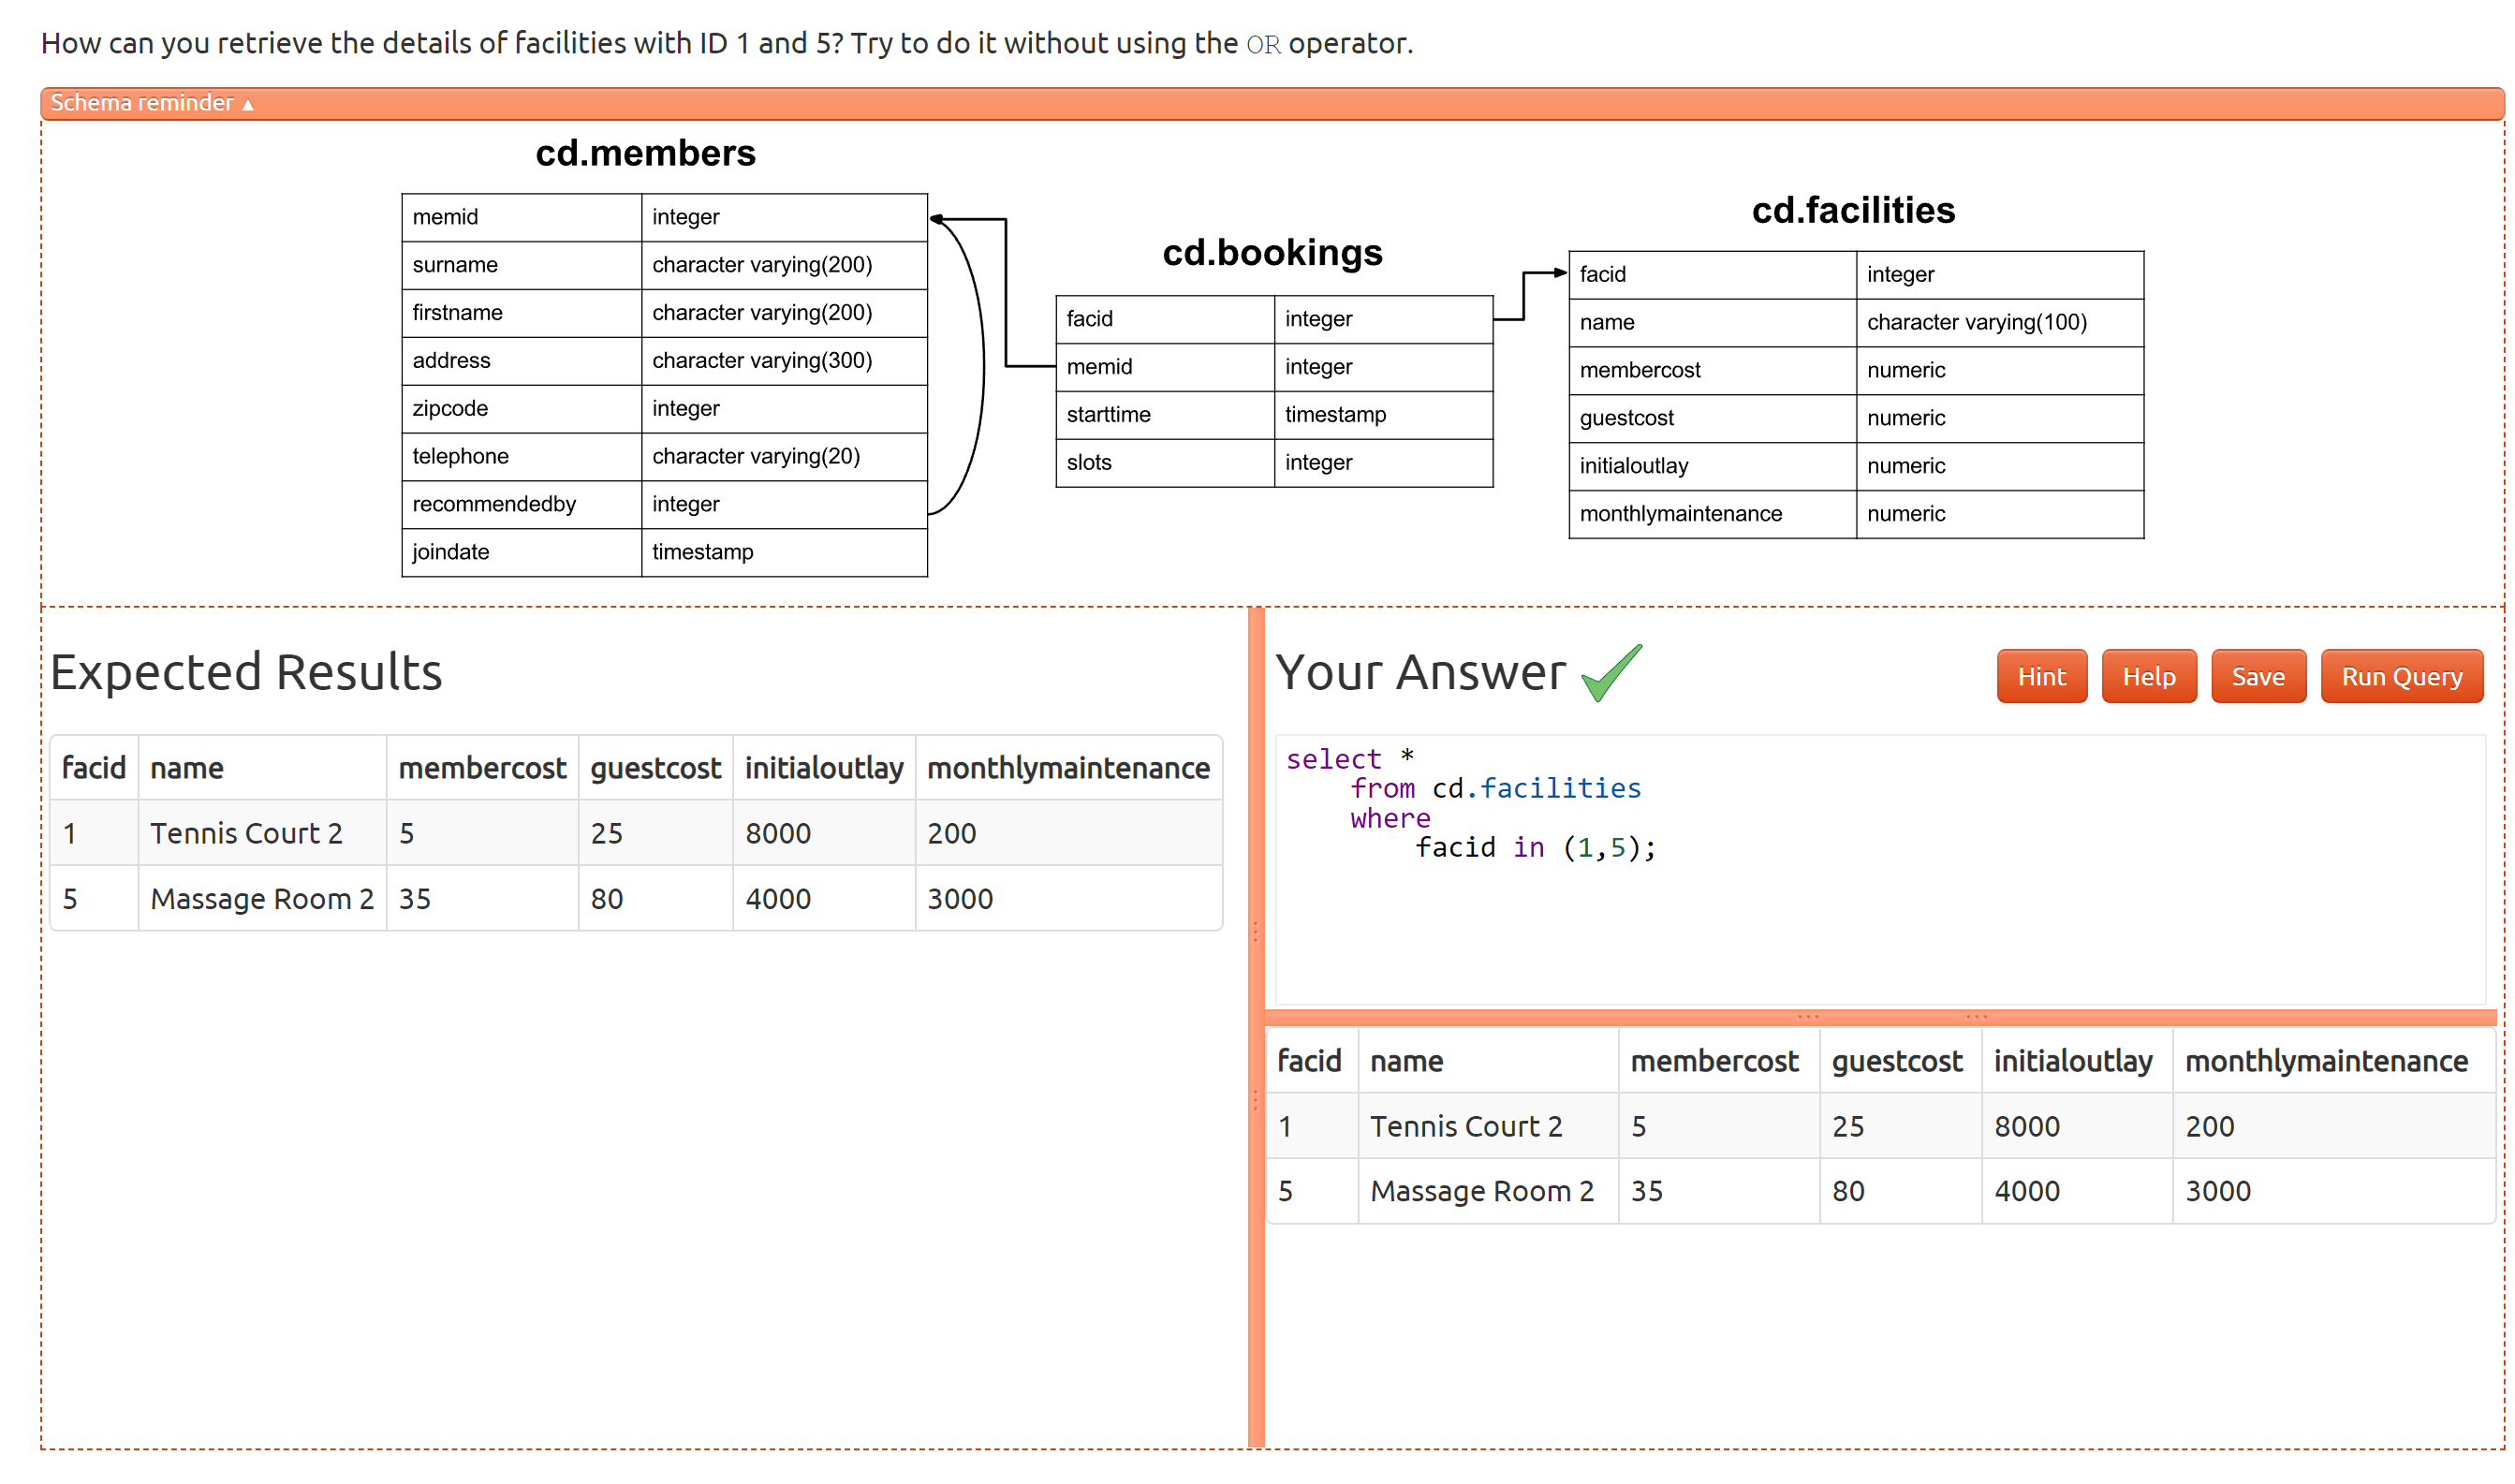 How can you retrieve the details of facilities with ID 1 and 5? Try to do it without using the OR operator.
Schema reminder ▲
cd.members
memid integer
surname character varying(200)
firstname character varying(200)
address character varying(300)
zipcode integer
telephone character varying(20)
recommendedby integer
joindate timestamp
cd.bookings
facid integer
memid integer
starttime timestamp
slots integer
cd.facilities
facid integer
name character varying(100)
membercost numeric
guestcost numeric
initialoutlay numeric
monthlymaintenance numeric
Expected Results
facid name membercost guestcost initialoutlay monthlymaintenance
1 Tennis Court 2 5 25 8000 200
5 Massage Room 2 35 80 4000 3000
Your Answer
Hint Help Save Run Query
select *
    from cd.facilities
    where
        facid in (1,5);
facid name membercost guestcost initialoutlay monthlymaintenance
1 Tennis Court 2 5 25 8000 200
5 Massage Room 2 35 80 4000 3000